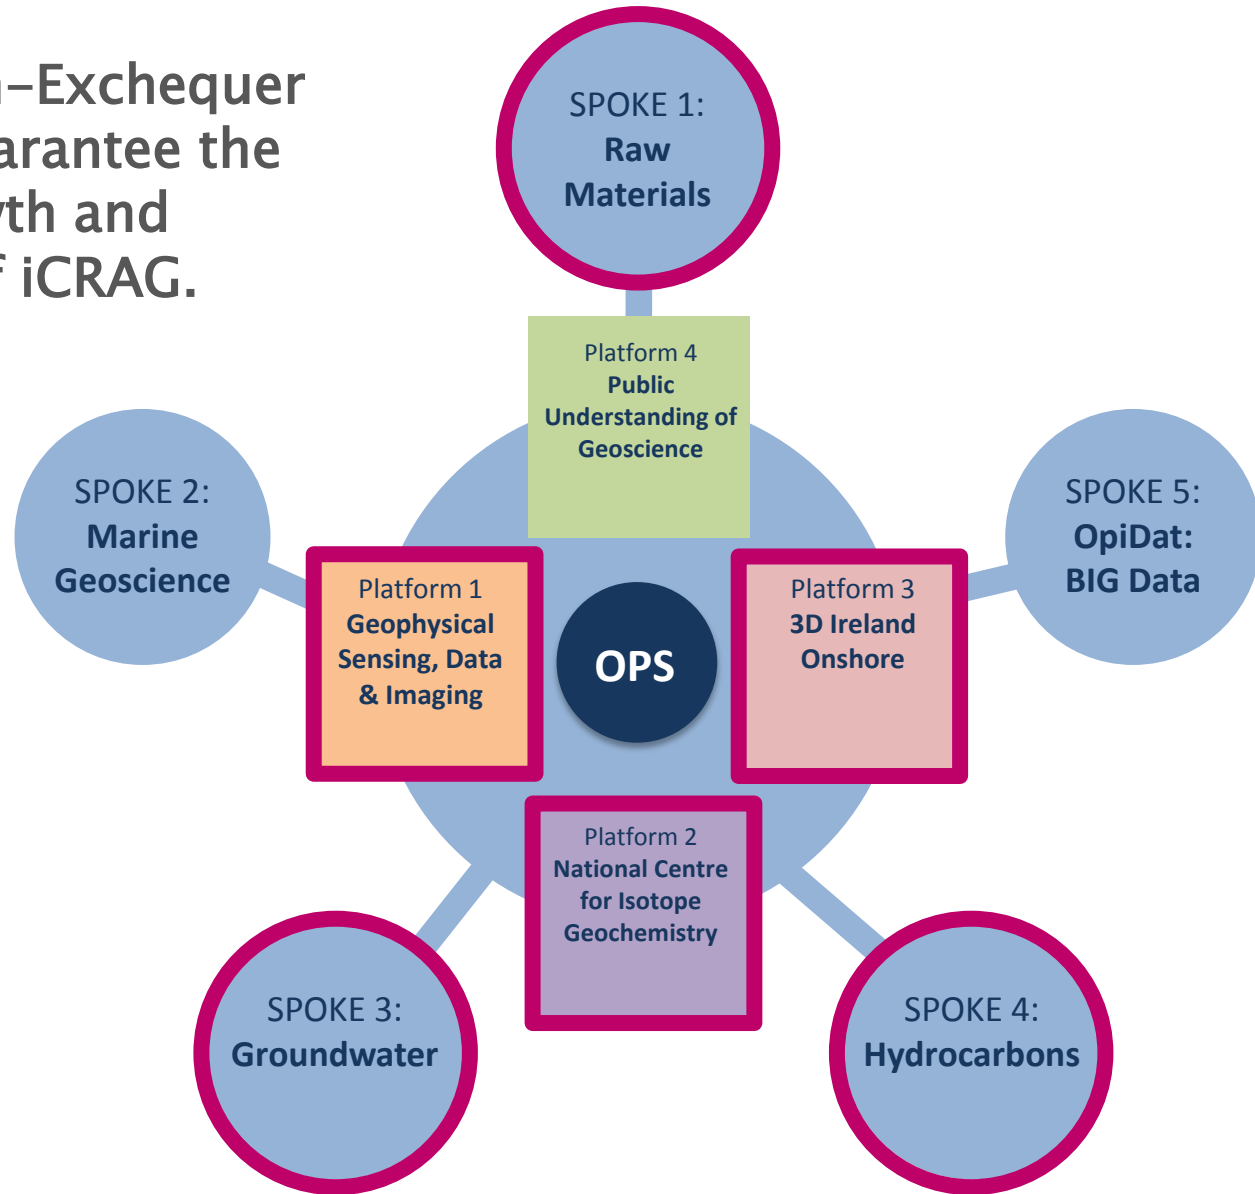 -Exchequer
arantee the
th and
iCRAG.
SPOKE 1:
Raw
Materials
Platform 4
Public
Understanding of
Geoscience
SPOKE 2:
Marine
Geoscience
SPOKE 5:
OpiDat:
BIG Data
Platform 1
Geophysical
Sensing, Data
& Imaging
OPS
Platform 3
3D Ireland
Onshore
Platform 2
National Centre
for Isotope
Geochemistry
SPOKE 3:
Groundwater
SPOKE 4:
Hydrocarbons